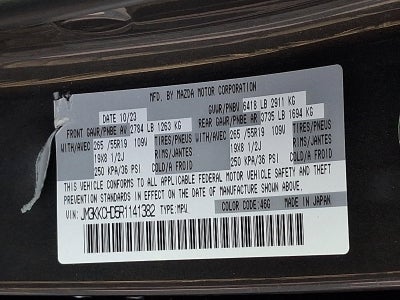 MFD. BY MAZDA MOTOR CORPORATION
DATE 10/23 GVWR/PNBV 6418 LB 2911 KG
FRONT GAWR/PNBE AV 2784 LB 1263 KG REAR GAWR/PNBE AR 3735 LB 1694 KG
WITH/AVEC 265 /55R19 109V TIRES/PNEUS WITH/AVEC 265 /55R19 109V TIRES/PNEUS
19X8 1/2J RIMS/JANTES 19X8 1/2J RIMS/JANTES
250 KPA/36 PSI COLD/A FROID 250 KPA/36 PSI COLD/A FROID
THIS VEHICLE CONFORMS TO ALL APPLICABLE FEDERAL MOTOR VEHICLE SAFETY AND THEFT
PREVENTION STANDARDS IN EFFECT ON THE DATE OF MANUFACTURE SHOWN ABOVE.
VIN: JM3KKCHD5R1141382 TYPE:MPV COLOR CODE:46G MADE IN JAPAN